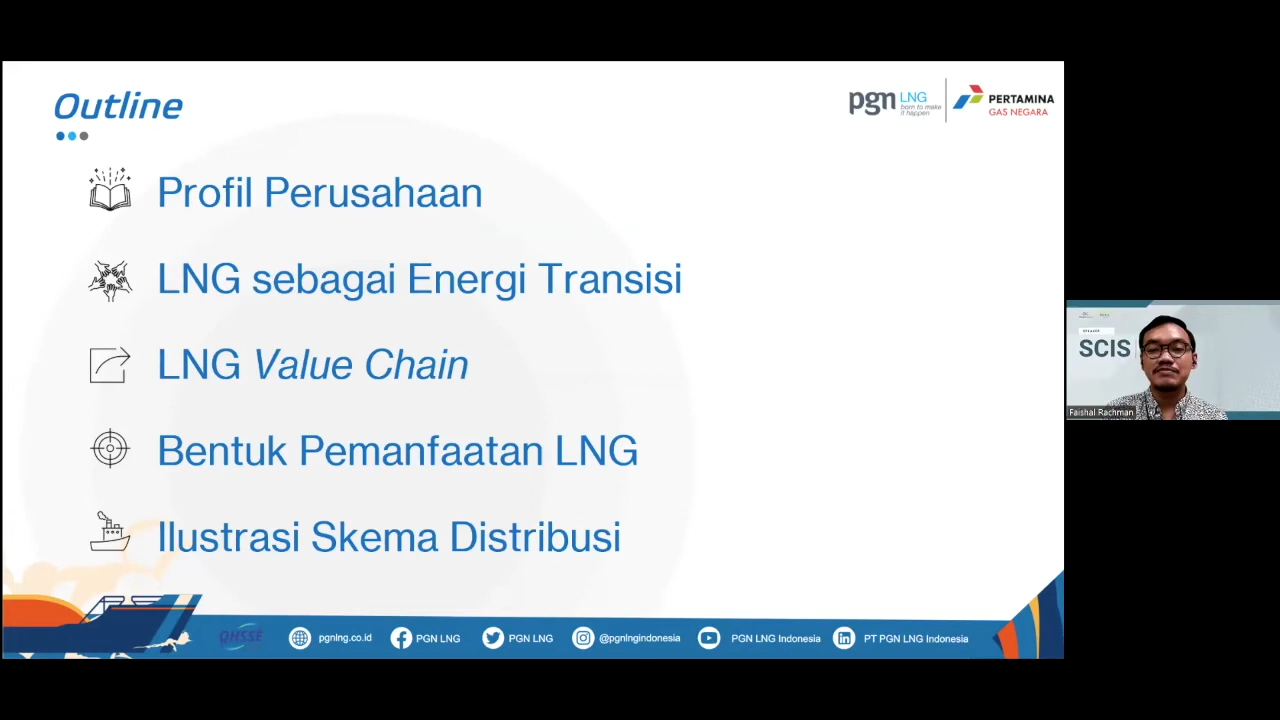 Outline
pgn LNG
born to make
it happen
PERTAMINA
GAS NEGARA
Profil Perusahaan
LNG sebagai Energi Transisi
LNG Value Chain
Bentuk Pemanfaatan LNG
Ilustrasi Skema Distribusi
SPEAKER
SCIS
Faishal Rachman
QHSSE
pgnlng.co.id
PGN LNG
PGN LNG
@pgnlngindonesia
PGN LNG Indonesia
PT PGN LNG Indonesia